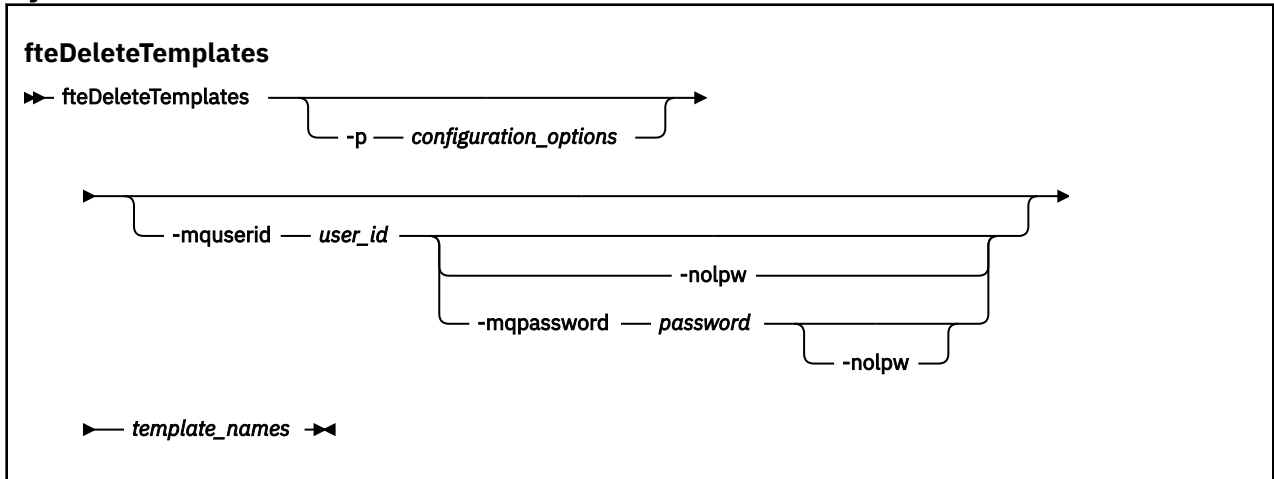 fteDeleteTemplates
fteDeleteTemplates
-p configuration_options
-mquserid user_id
-nolpw
-mqpassword password
-nolpw
template_names